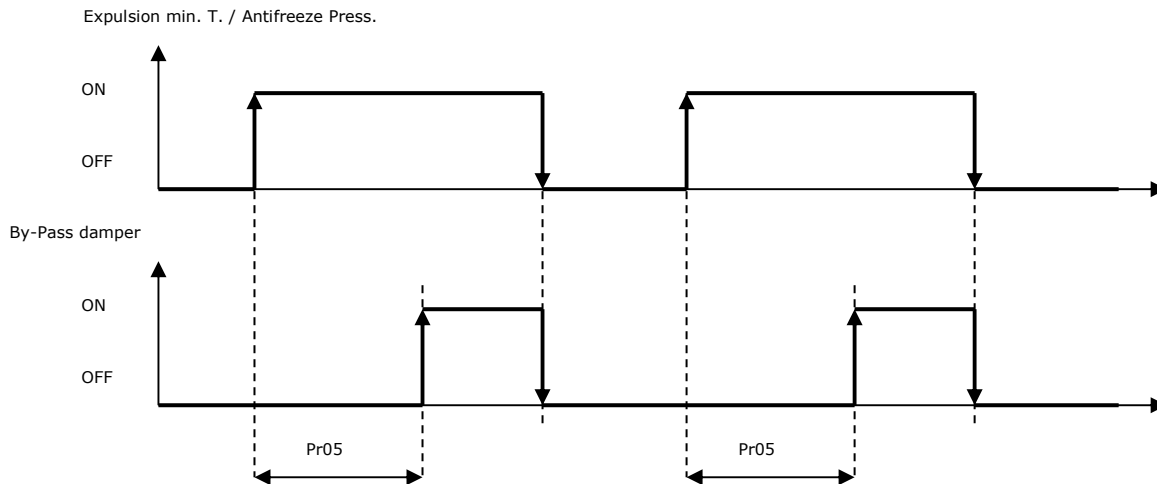 Expulsion min. T. / Antifreeze Press.
ON
OFF
By-Pass damper
ON
OFF
Pr05 Pr05